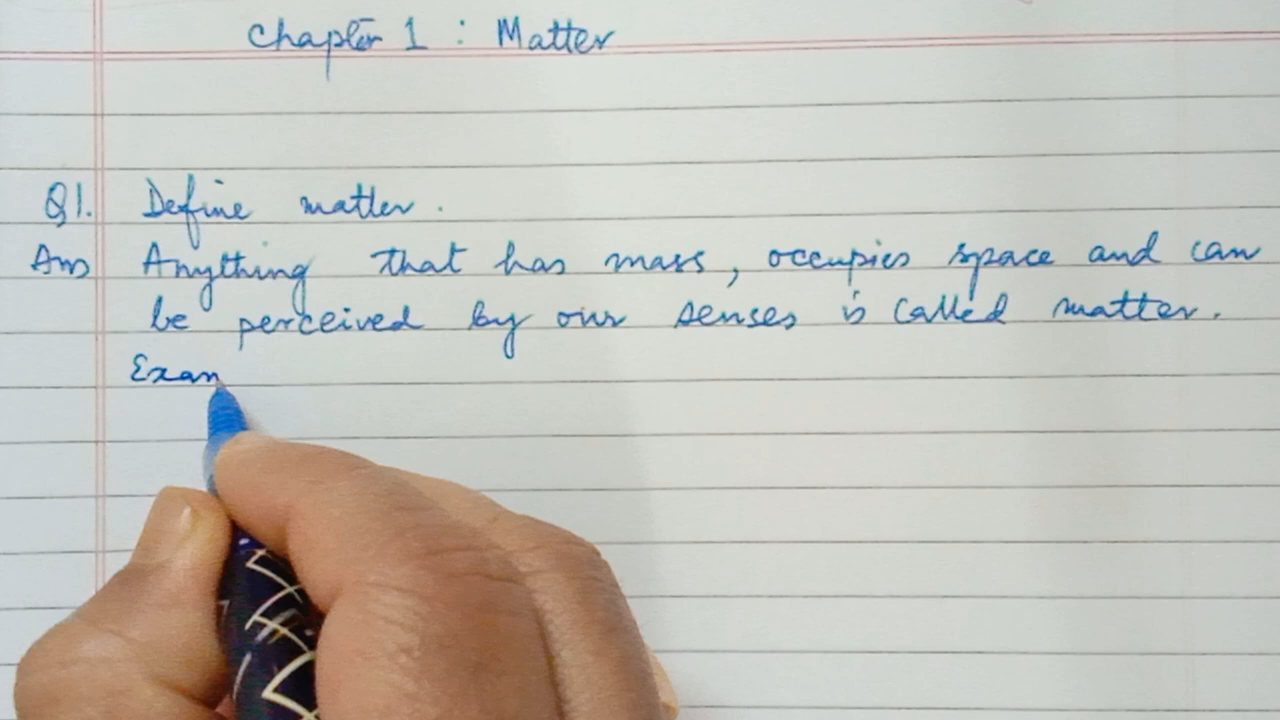 Chapter 1 : Matter
Q1. Define matter.
Ans Anything that has mass, occupies space and can
be perceived by our senses is called matter.
Exam